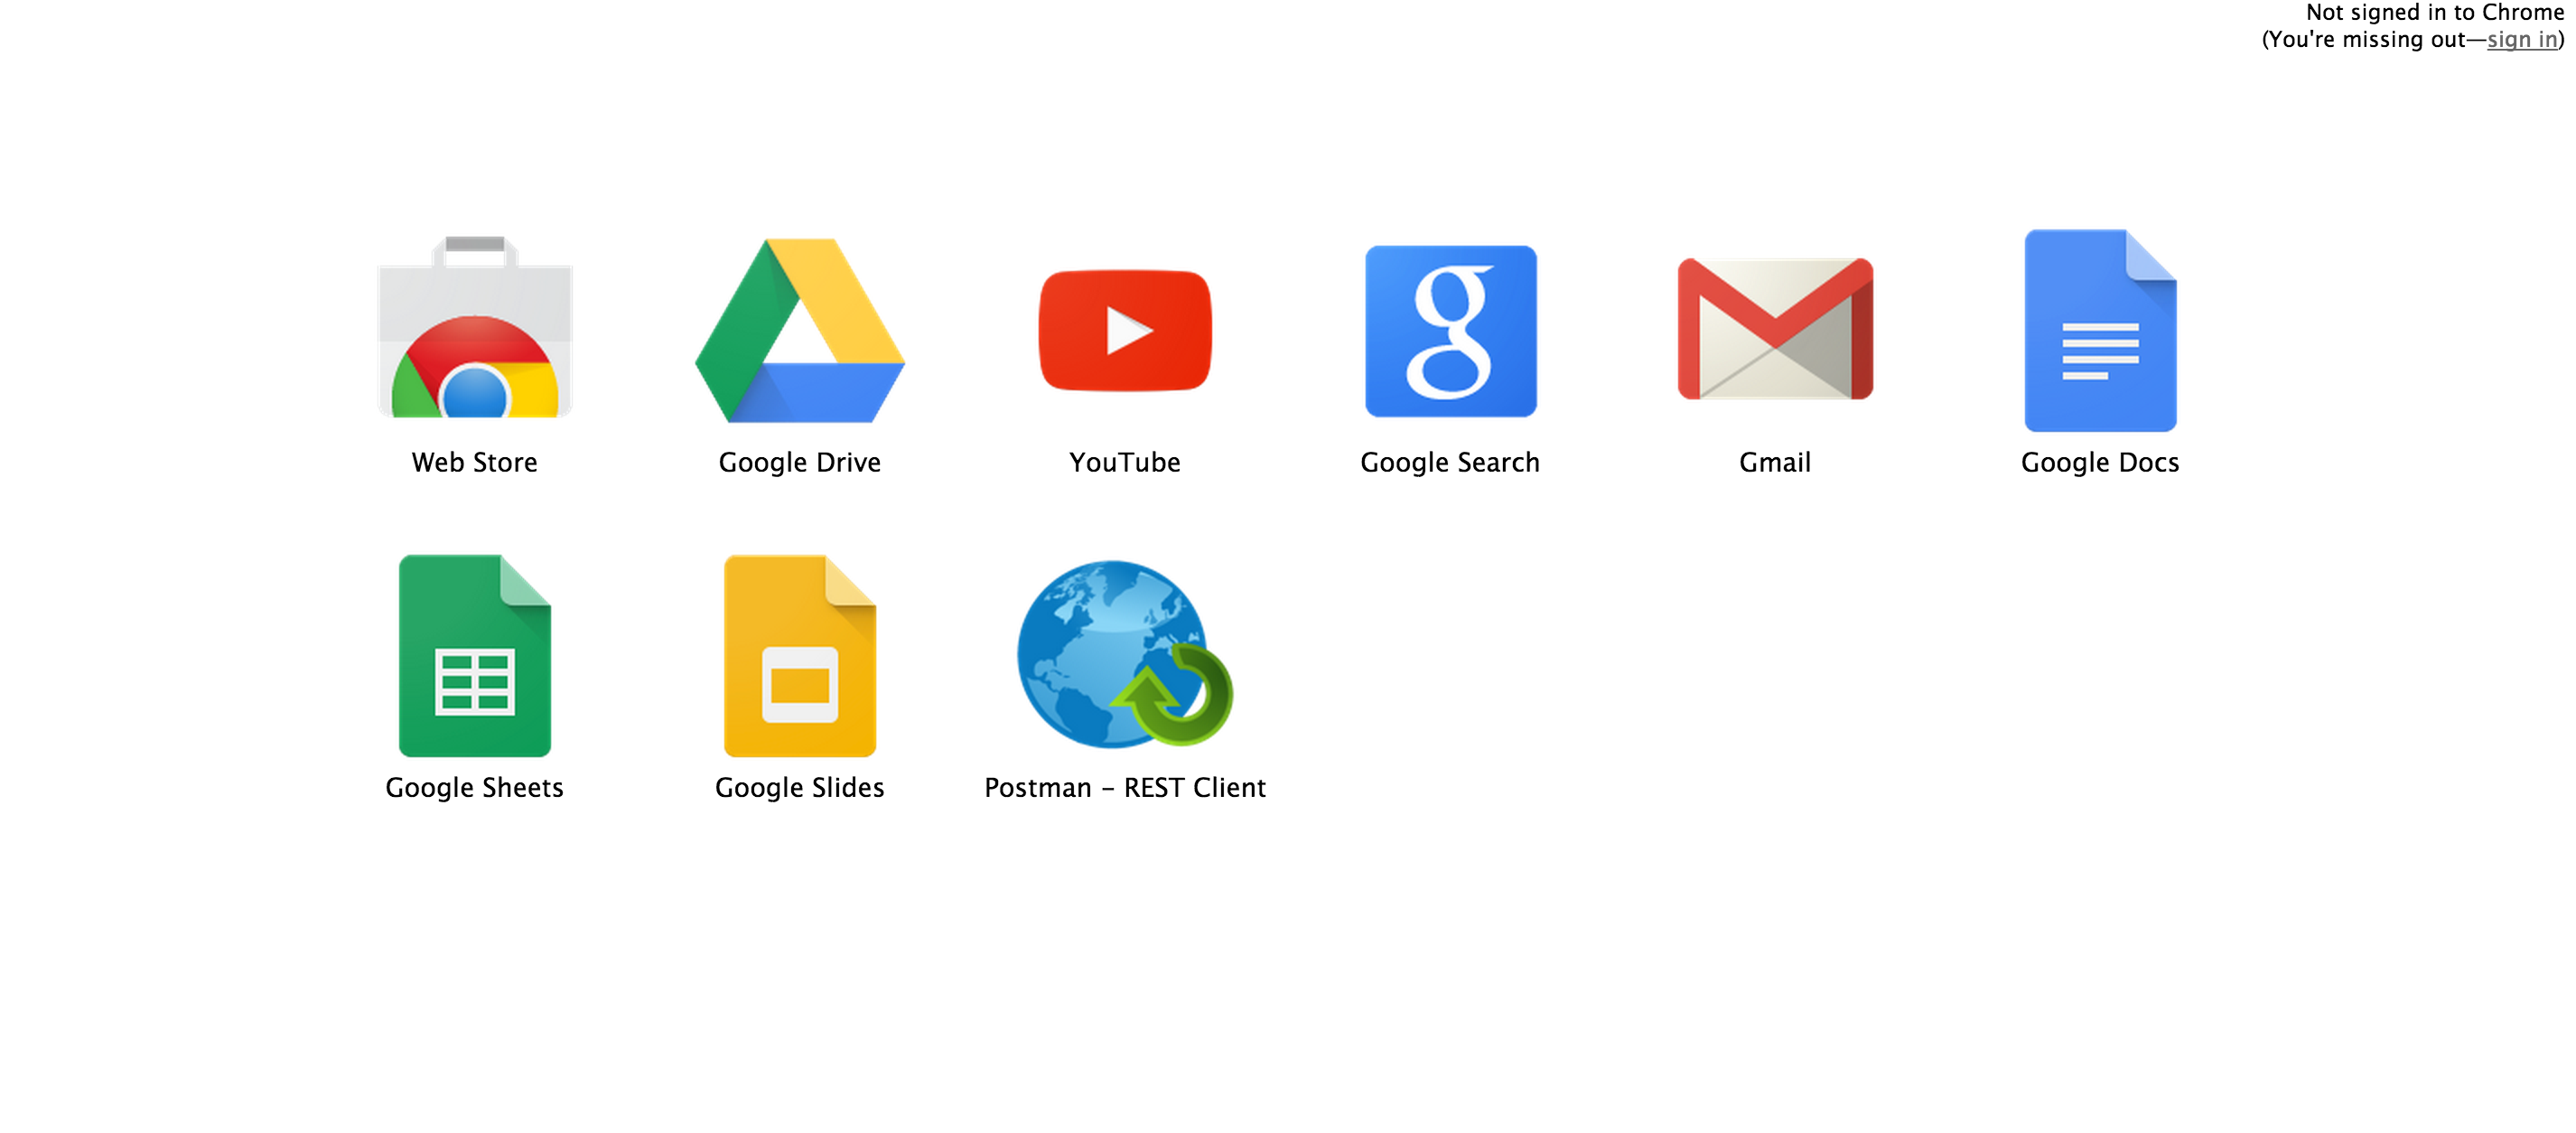 Not signed in to Chrome
(You're missing out—sign in)
Web Store
Google Drive
YouTube
Google Search
Gmail
Google Docs
Google Sheets
Google Slides
Postman - REST Client